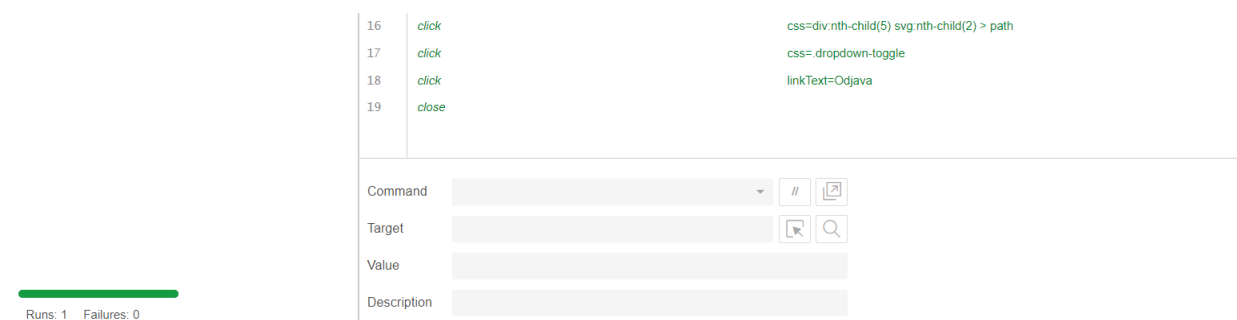 16 click css=div:nth-child(5) svg:nth-child(2) > path
17 click css=.dropdown-toggle
18 click linkText=Odjava
19 close
Command //
Target
Value
Description
Runs: 1 Failures: 0